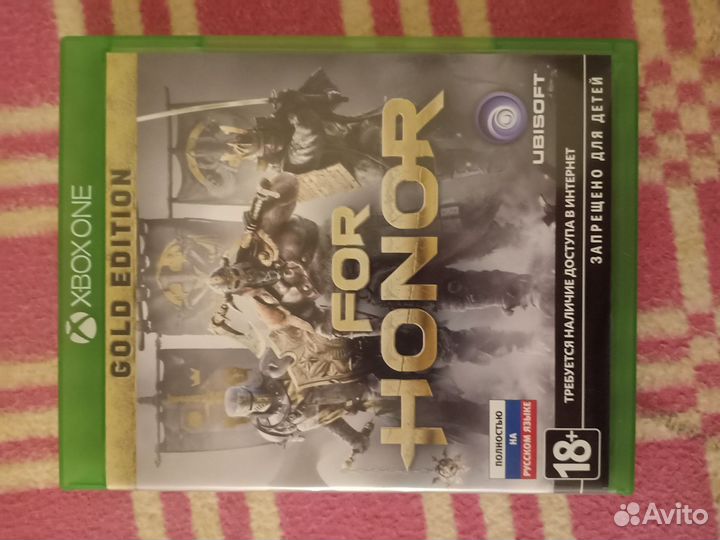 XBOX ONE
GOLD EDITION
FOR
HONOR
ПОЛНОСТЬЮ
НА
РУССКОМ ЯЗЫКЕ
UBISOFT
18+
ТРЕБУЕТСЯ НАЛИЧИЕ ДОСТУПА В ИНТЕРНЕТ
ЗАПРЕЩЕНО ДЛЯ ДЕТЕЙ
Avito